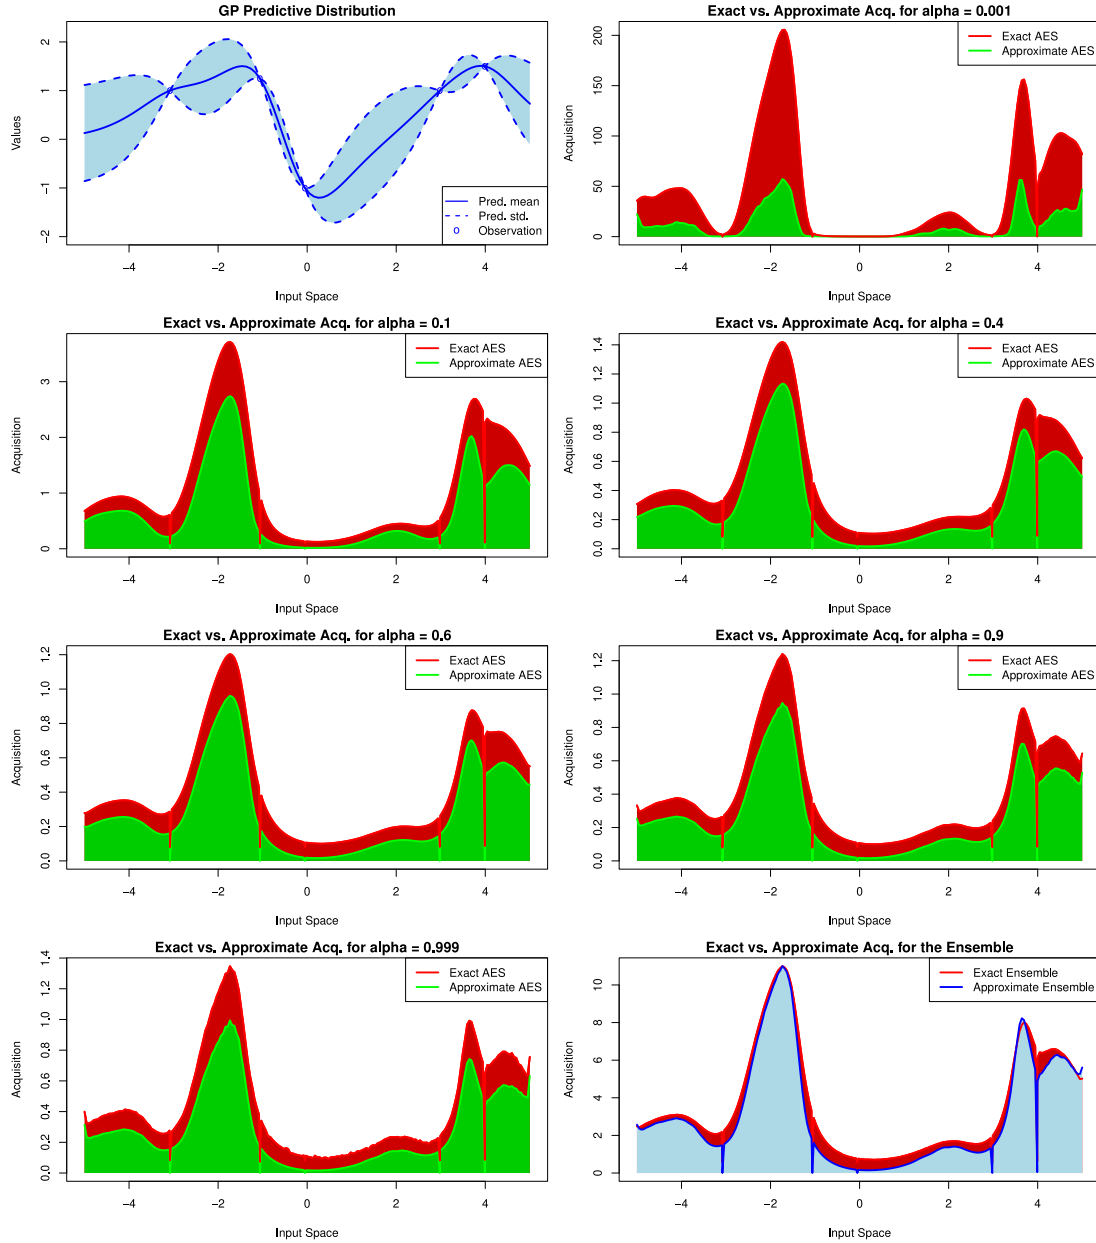 GP Predictive Distribution
Values
2
1
0
−1
−2
−4
−2
0
2
4
Input Space
Pred. mean
Pred. std.
Observation
Exact vs. Approximate Acq. for alpha = 0.001
Acquisition
200
150
100
50
0
−4
−2
0
2
4
Input Space
Exact AES
Approximate AES
Exact vs. Approximate Acq. for alpha = 0.1
Acquisition
3
2
1
0
−4
−2
0
2
4
Input Space
Exact AES
Approximate AES
Exact vs. Approximate Acq. for alpha = 0.4
Acquisition
1.4
1.2
1.0
0.8
0.6
0.4
0.2
0.0
−4
−2
0
2
4
Input Space
Exact AES
Approximate AES
Exact vs. Approximate Acq. for alpha = 0.6
Acquisition
1.2
1.0
0.8
0.6
0.4
0.2
0.0
−4
−2
0
2
4
Input Space
Exact AES
Approximate AES
Exact vs. Approximate Acq. for alpha = 0.9
Acquisition
1.2
1.0
0.8
0.6
0.4
0.2
0.0
−4
−2
0
2
4
Input Space
Exact AES
Approximate AES
Exact vs. Approximate Acq. for alpha = 0.999
Acquisition
1.4
1.2
1.0
0.8
0.6
0.4
0.2
0.0
−4
−2
0
2
4
Input Space
Exact AES
Approximate AES
Exact vs. Approximate Acq. for the Ensemble
Acquisition
10
8
6
4
2
0
−4
−2
0
2
4
Input Space
Exact Ensemble
Approximate Ensemble